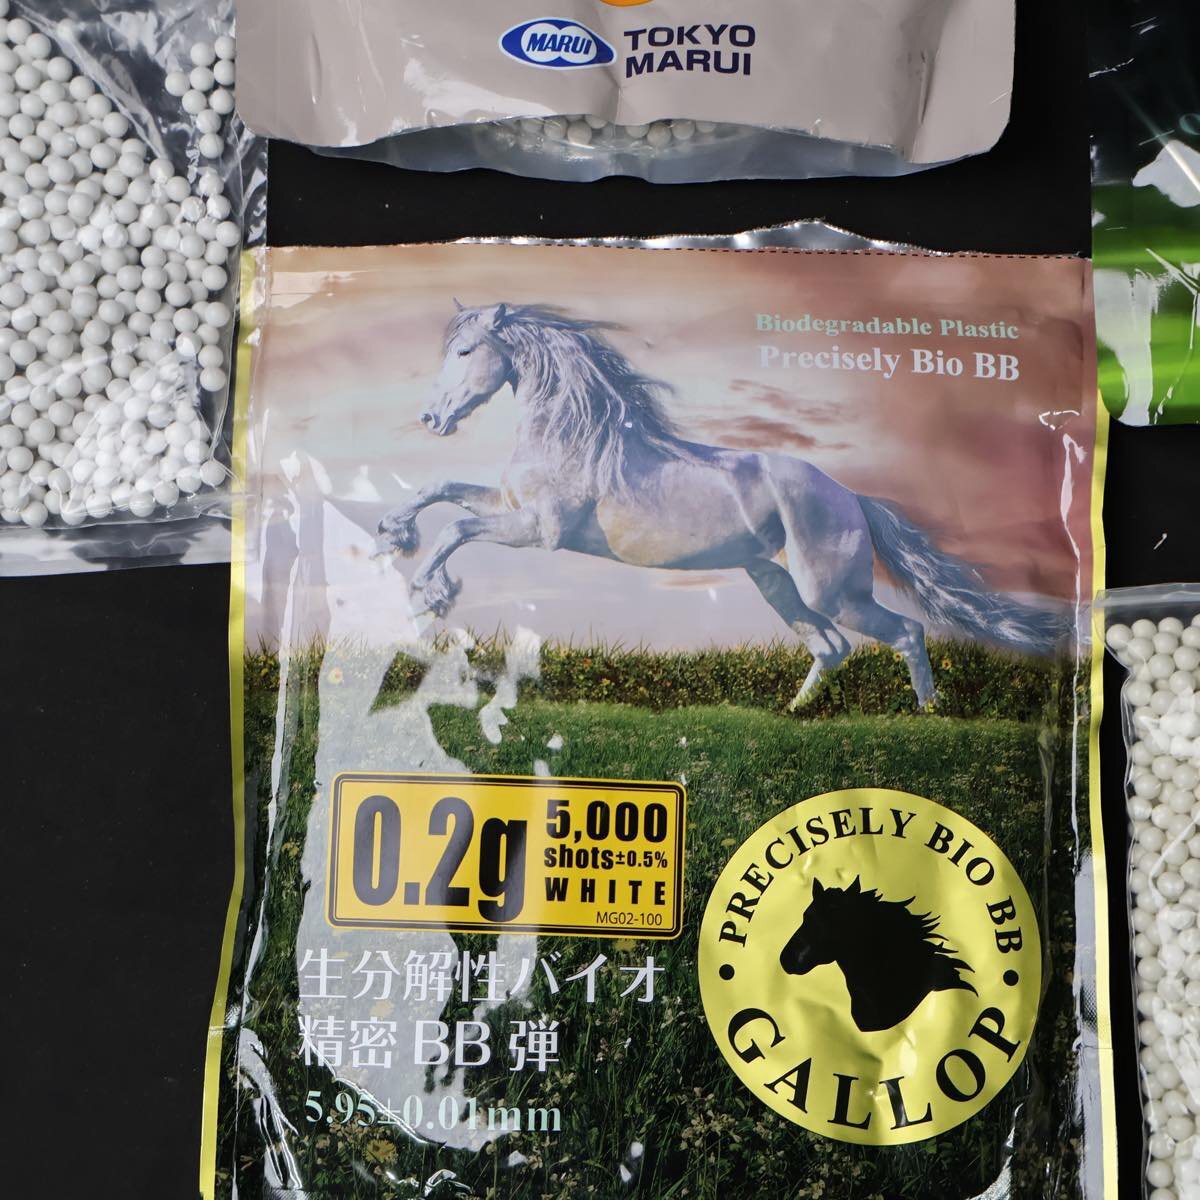 MARUI
TOKYO
MARUI
Biodegradable Plastic
Precisely Bio BB
0.2g
5,000
shots±0.5%
WHITE
MG02-100
生分解性バイオ
精密 BB 弾
5.95±0.01mm
• PRECISELY BIO BB •
GALLOP